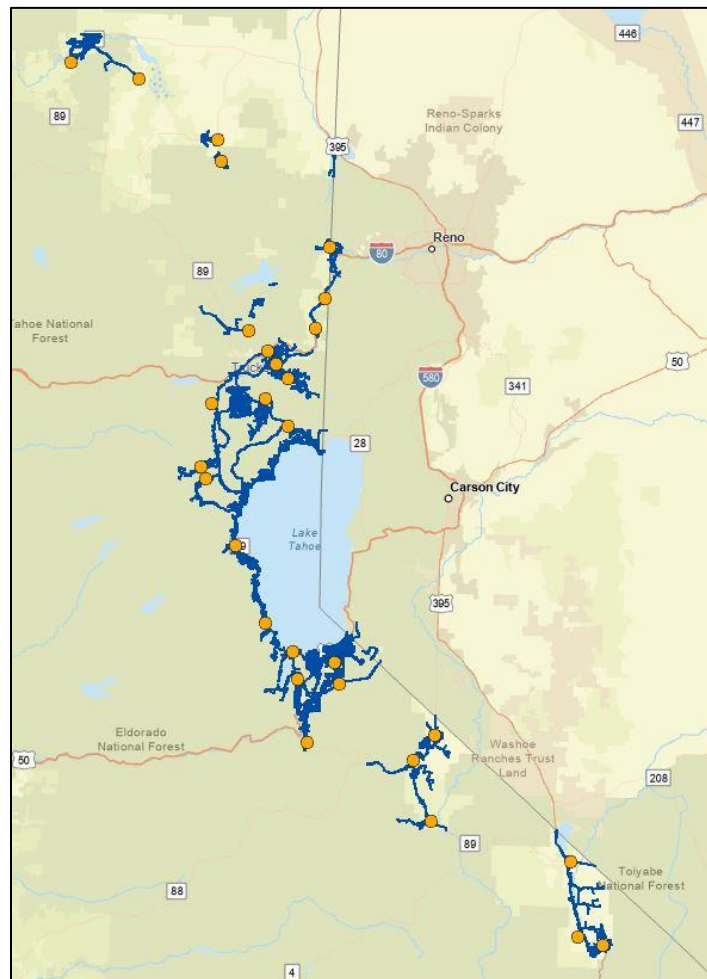 446
89
Reno-Sparks
Indian Colony
447
395
Reno
80
89
Tahoe National
Forest
50
580
341
28
Carson City
Lake
Tahoe
395
Eldorado
National Forest
50
Washoe
Ranches Trust
Land
208
89
Toiyabe
National Forest
88
4